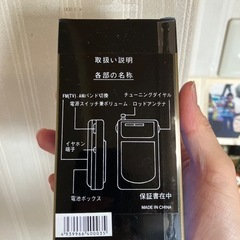 取扱い説明
各部の名称
FM(TV)・AMバンド切換
チューニングダイヤル
電源スイッチ兼ボリューム
ロッドアンテナ
イヤホン
端子
電池ボックス
保証書在中
MADE IN CHINA
4939966400035